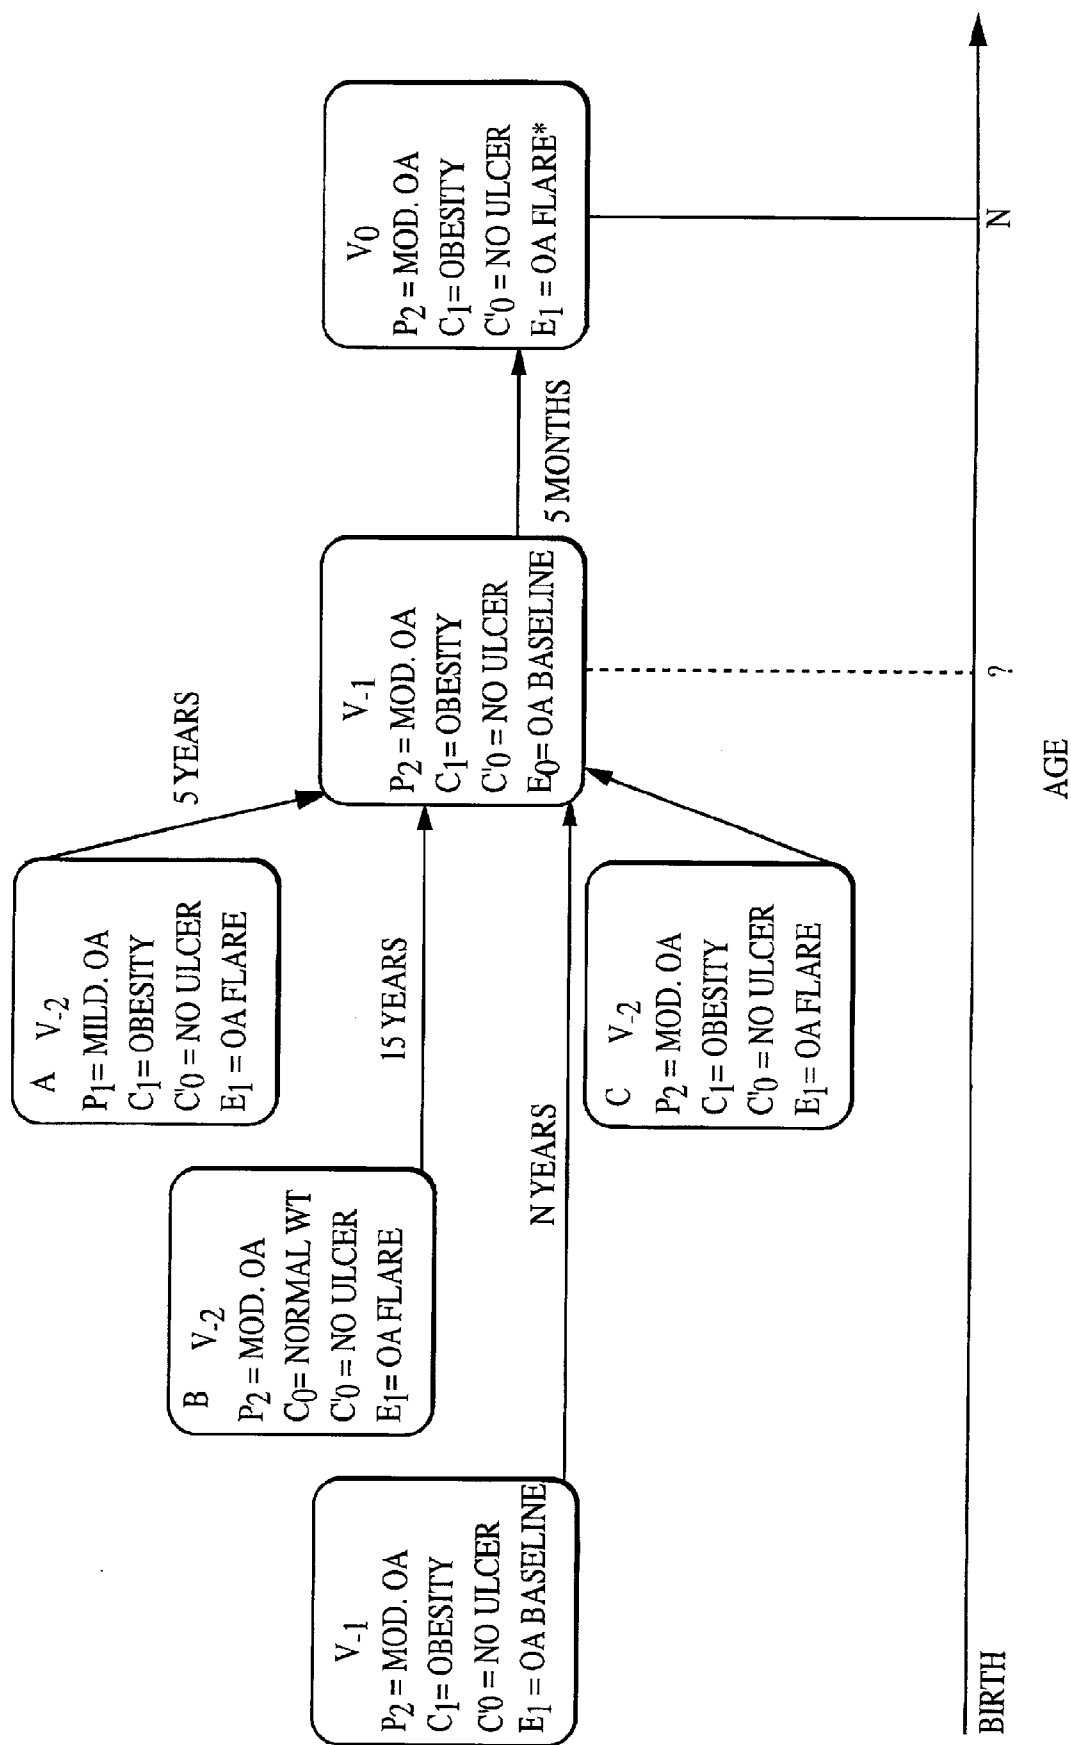 A V-2
P1 = MILD. OA
C1 = OBESITY
C'0 = NO ULCER
E1 = OA FLARE
5 YEARS
B V-2
P2 = MOD. OA
C0 = NORMAL WT
C'0 = NO ULCER
E1 = OA FLARE
15 YEARS
V-1
P2 = MOD. OA
C1 = OBESITY
C'0 = NO ULCER
E1 = OA BASELINE
N YEARS
V-1
P2 = MOD. OA
C1 = OBESITY
C'0 = NO ULCER
E0 = OA BASELINE
5 MONTHS
V0
P2 = MOD. OA
C1 = OBESITY
C'0 = NO ULCER
E1 = OA FLARE*
C V-2
P2 = MOD. OA
C1 = OBESITY
C'0 = NO ULCER
E1 = OA FLARE
BIRTH
?
N
AGE